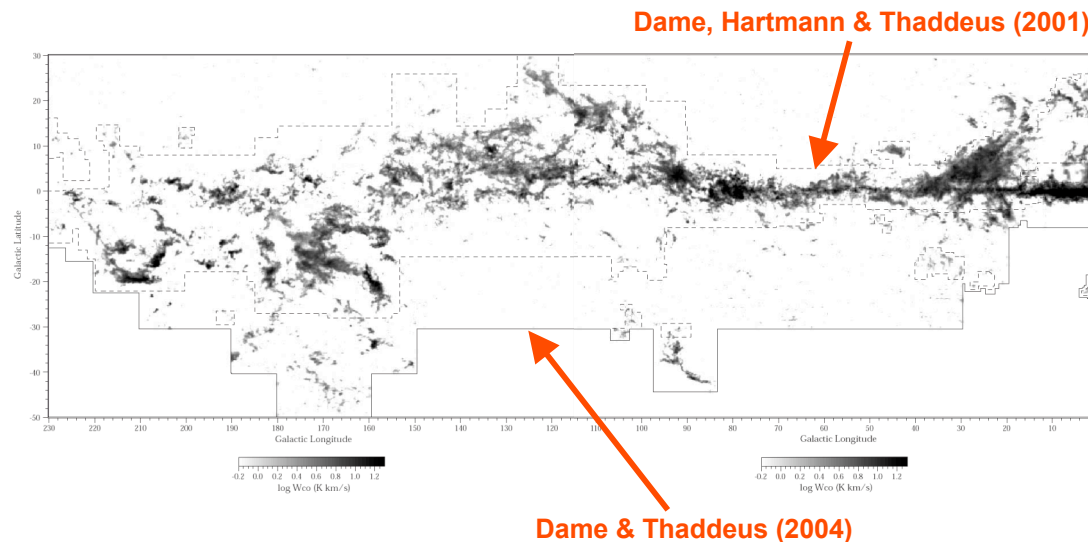 Dame, Hartmann & Thaddeus (2001)
30
20
10
0
-10
-20
-30
-40
-50
Galactic Latitude
230 220 210 200 190 180 170 160 150 140 130 120 110 100 90 80 70 60 50 40 30 20 10
Galactic Longitude Galactic Longitude
-0.2 0.0 0.2 0.4 0.6 0.8 1.0 1.2 -0.2 0.0 0.2 0.4 0.6 0.8 1.0 1.2
log Wco (K km/s) log Wco (K km/s)
Dame & Thaddeus (2004)